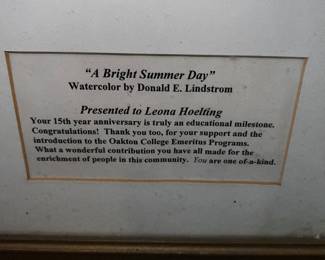 "A Bright Summer Day"
Watercolor by Donald E. Lindstrom
Presented to Leona Hoelting
Your 15th year anniversary is truly an educational milestone.
Congratulations! Thank you too, for your support and the
introduction to the Oakton College Emeritus Programs.
What a wonderful contribution you have all made for the
enrichment of people in this community. You are one of-a-kind.